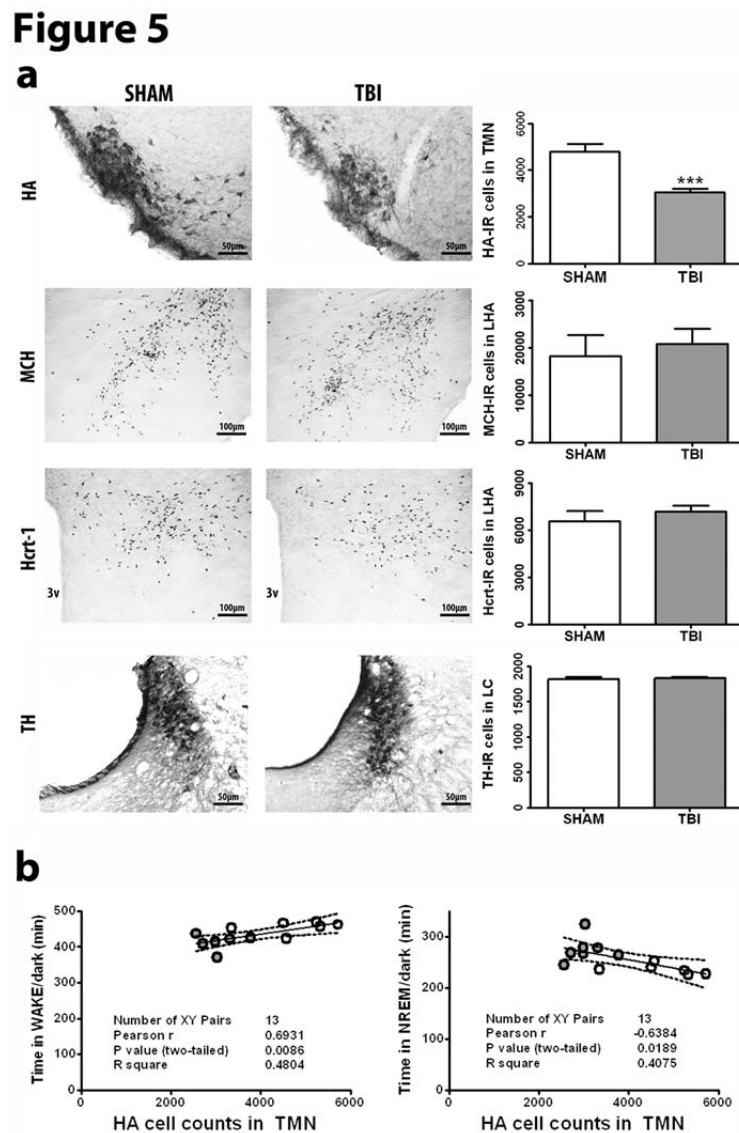 Figure 5
a
SHAM
TBI
HA
50µm
50µm
HA-IR cells in TMN
6000
4000
2000
0
***
SHAM
TBI
MCH
100µm
100µm
MCH-IR cells in LHA
3000
20000
10000
0
SHAM
TBI
Hcrt-1
3v
100µm
3v
100µm
Hcrt-IR cells in LHA
9000
6000
3000
0
SHAM
TBI
TH
50µm
50µm
TH-IR cells in LC
2000
1500
1000
500
0
SHAM
TBI
b
Time in WAKE/dark (min)
500
400
300
200
100
0
Number of XY Pairs 13
Pearson r 0.6931
P value (two-tailed) 0.0086
R square 0.4804
0 2000 4000 6000
HA cell counts in TMN
Time in NREM/dark (min)
300
200
100
0
Number of XY Pairs 13
Pearson r -0.6384
P value (two-tailed) 0.0189
R square 0.4075
0 2000 4000 6000
HA cell counts in TMN